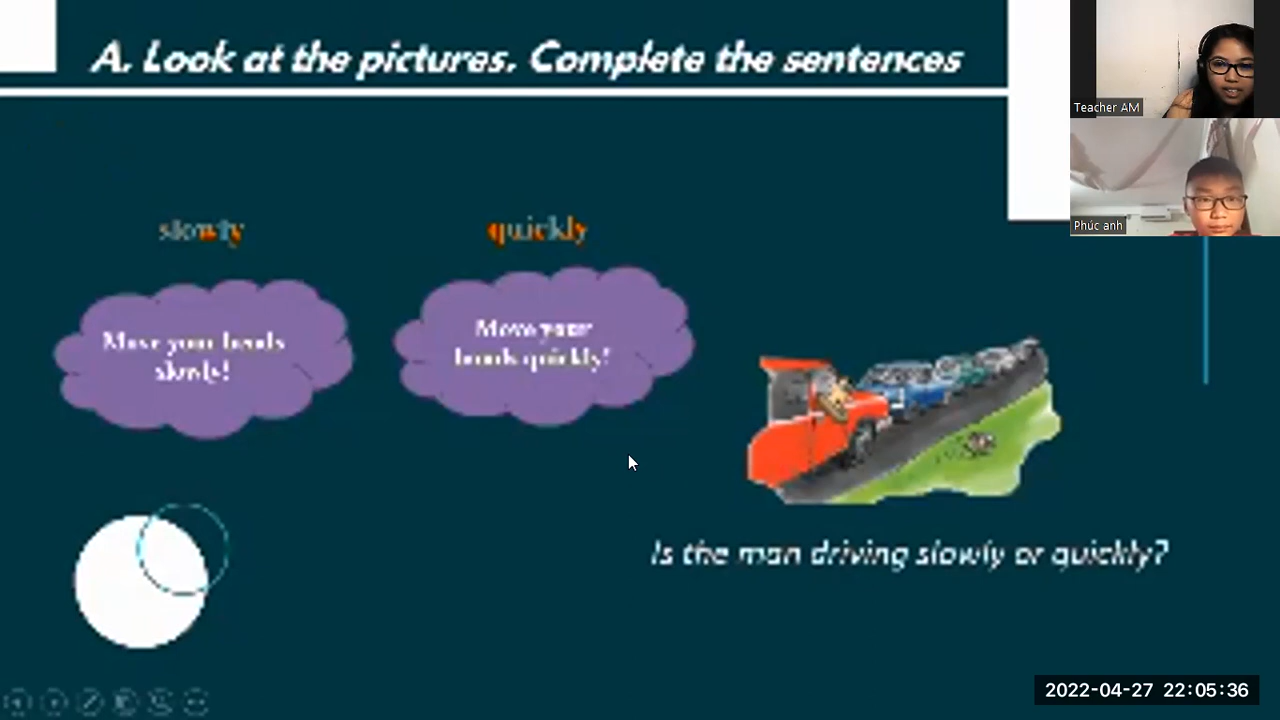 A. Look at the pictures. Complete the sentences
Teacher AM
Phúc anh
slowly
quickly
Move your hands
slowly!
Move your
hands quickly!
Is the man driving slowly or quickly?
2022-04-27 22:05:36